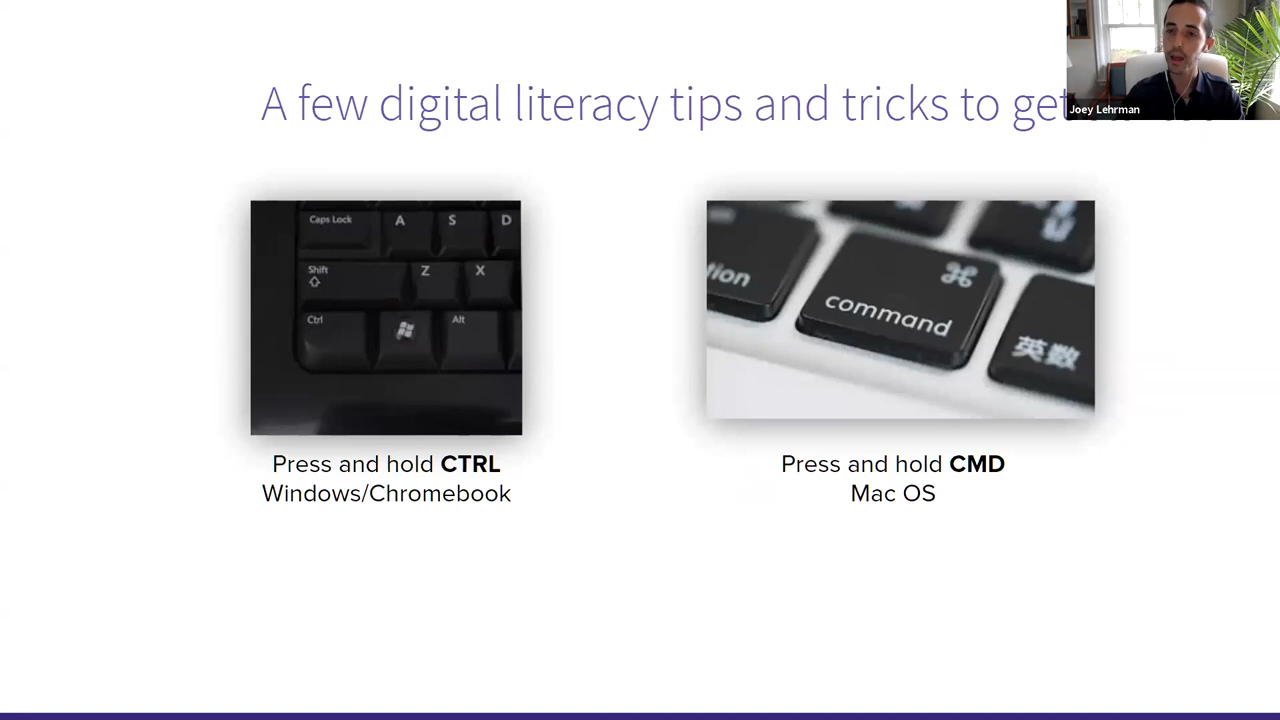 A few digital literacy tips and tricks to get
Joey Lehrman
Caps Lock
A
S
D
Shift
Z
X
Ctrl
Alt
tion
⌘
command
英数
Press and hold CTRL
Windows/Chromebook
Press and hold CMD
Mac OS